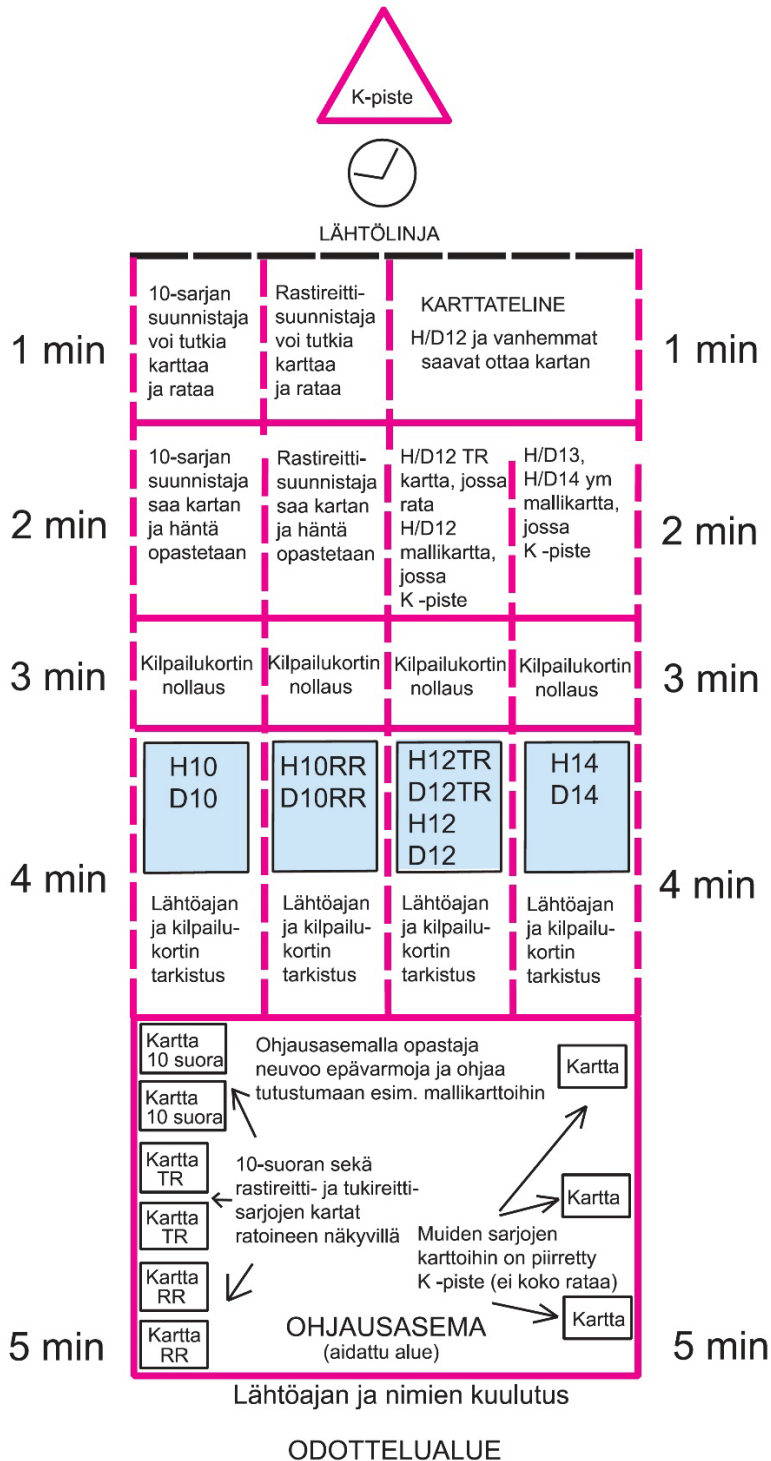 K-piste
LÄHTÖLINJA
1 min
10-sarjan
suunnistaja
voi tutkia
karttaa
ja rataa
Rastireitti-
suunnistaja
voi tutkia
karttaa
ja rataa
KARTTATELINE
H/D12 ja vanhemmat
saavat ottaa kartan
1 min
2 min
10-sarjan
suunnistaja
saa kartan
ja häntä
opastetaan
Rastireitti-
suunnistaja
saa kartan
ja häntä
opastetaan
H/D12 TR
kartta, jossa
rata
H/D12
mallikartta,
jossa
K -piste
H/D13,
H/D14 ym
mallikartta,
jossa
K -piste
2 min
3 min
Kilpailukortin
nollaus
Kilpailukortin
nollaus
Kilpailukortin
nollaus
Kilpailukortin
nollaus
3 min
4 min
H10
D10
Lähtöajan
ja kilpailu-
kortin
tarkistus
H10RR
D10RR
Lähtöajan
ja kilpailu-
kortin
tarkistus
H12TR
D12TR
H12
D12
Lähtöajan
ja kilpailu-
kortin
tarkistus
H14
D14
Lähtöajan
ja kilpailu-
kortin
tarkistus
4 min
Kartta
10 suora
Kartta
10 suora
Kartta
TR
Kartta
TR
Kartta
RR
Kartta
RR
Ohjausasemalla opastaja
neuvoo epävarmoja ja ohjaa
tutustumaan esim. mallikarttoihin
10-suoran sekä
rastireitti- ja tukireitti-
sarjojen kartat
ratoineen näkyvillä
Kartta
Kartta
Muiden sarjojen
karttoihin on piirretty
K -piste (ei koko rataa)
Kartta
5 min
OHJAUSASEMA
(aidattu alue)
5 min
Lähtöajan ja nimien kuulutus
ODOTTELUALUE